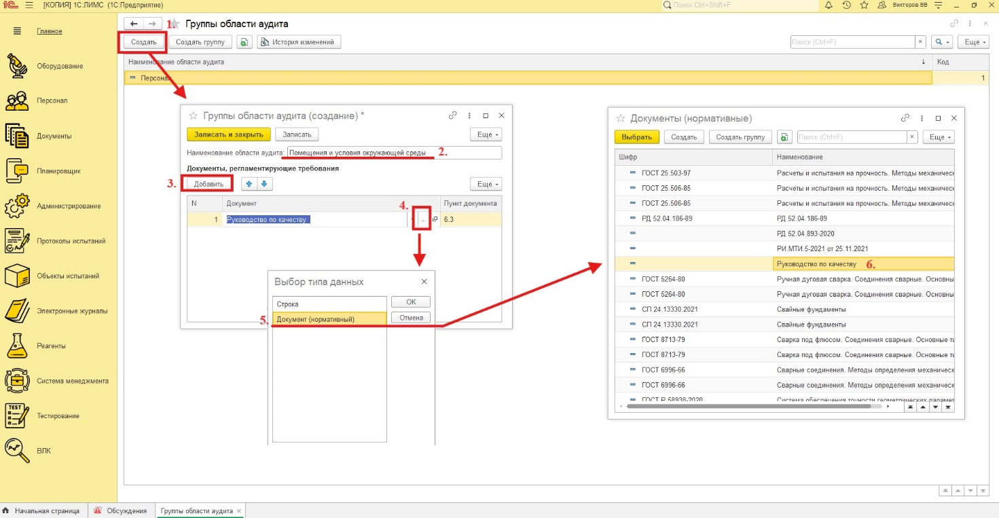 [КОПИЯ] 1С:ЛИМС (1С:Предприятие)
Поиск Ctrl+Shift+F
Викторов ВВ
Главное
Оборудование
Персонал
Документы
Планировщик
Администрирование
Протоколы испытаний
Объекты испытаний
Электронные журналы
Реагенты
Система менеджмента
TEST
Тестирование
ВЛК
1.
Группы области аудита
Создать
Создать группу
История изменений
Поиск (Ctrl+F)
Еще
Наименование области аудита
Код
Персонал
1
Группы области аудита (создание) *
Записать и закрыть
Записать
Еще
Наименование области аудита: Помещения и условия окружающей среды
2.
Документы, регламентирующие требования
3.
Добавить
Еще
N Документ Пункт документа
4.
1 Руководство по качеству ... 6.3
Выбор типа данных
Строка
OK
5.
Документ (нормативный)
Отмена
Документы (нормативные)
Выбрать
Создать
Создать группу
Поиск (Ctrl+F)
Еще
Шифр Наименование
ГОСТ 25.503-97 Расчеты и испытания на прочность. Методы механичесн
ГОСТ 25.506-85 Расчеты и испытания на прочность. Методы механичесн
ГОСТ 25.506-85 Расчеты и испытания на прочность. Методы механичесн
РД 52.04.186-89 РД 52.04.186-89
РД 52.04.893-2020
РИ.МТИ.5-2021 от 25.11.2021
Руководство по качеству 6.
ГОСТ 5264-80 Ручная дуговая сварка. Соединения сварные. Основны
ГОСТ 5264-80 Ручная дуговая сварка. Соединения сварные. Основны
СП 24.13330.2021 Свайные фундаменты
СП 24.13330.2021 Свайные фундаменты
ГОСТ 8713-79 Сварка под флюсом. Соединения сварные. Основные ти
ГОСТ 8713-79 Сварка под флюсом. Соединения сварные. Основные ти
ГОСТ 6996-66 Сварные соединения. Методы определения механическ
ГОСТ 6996-66 Сварные соединения. Методы определения механическ
ГОСТ Р 58938-2020 Система обеспечения точности геометрических парамет
Начальная страница
Обсуждения
Группы области аудита